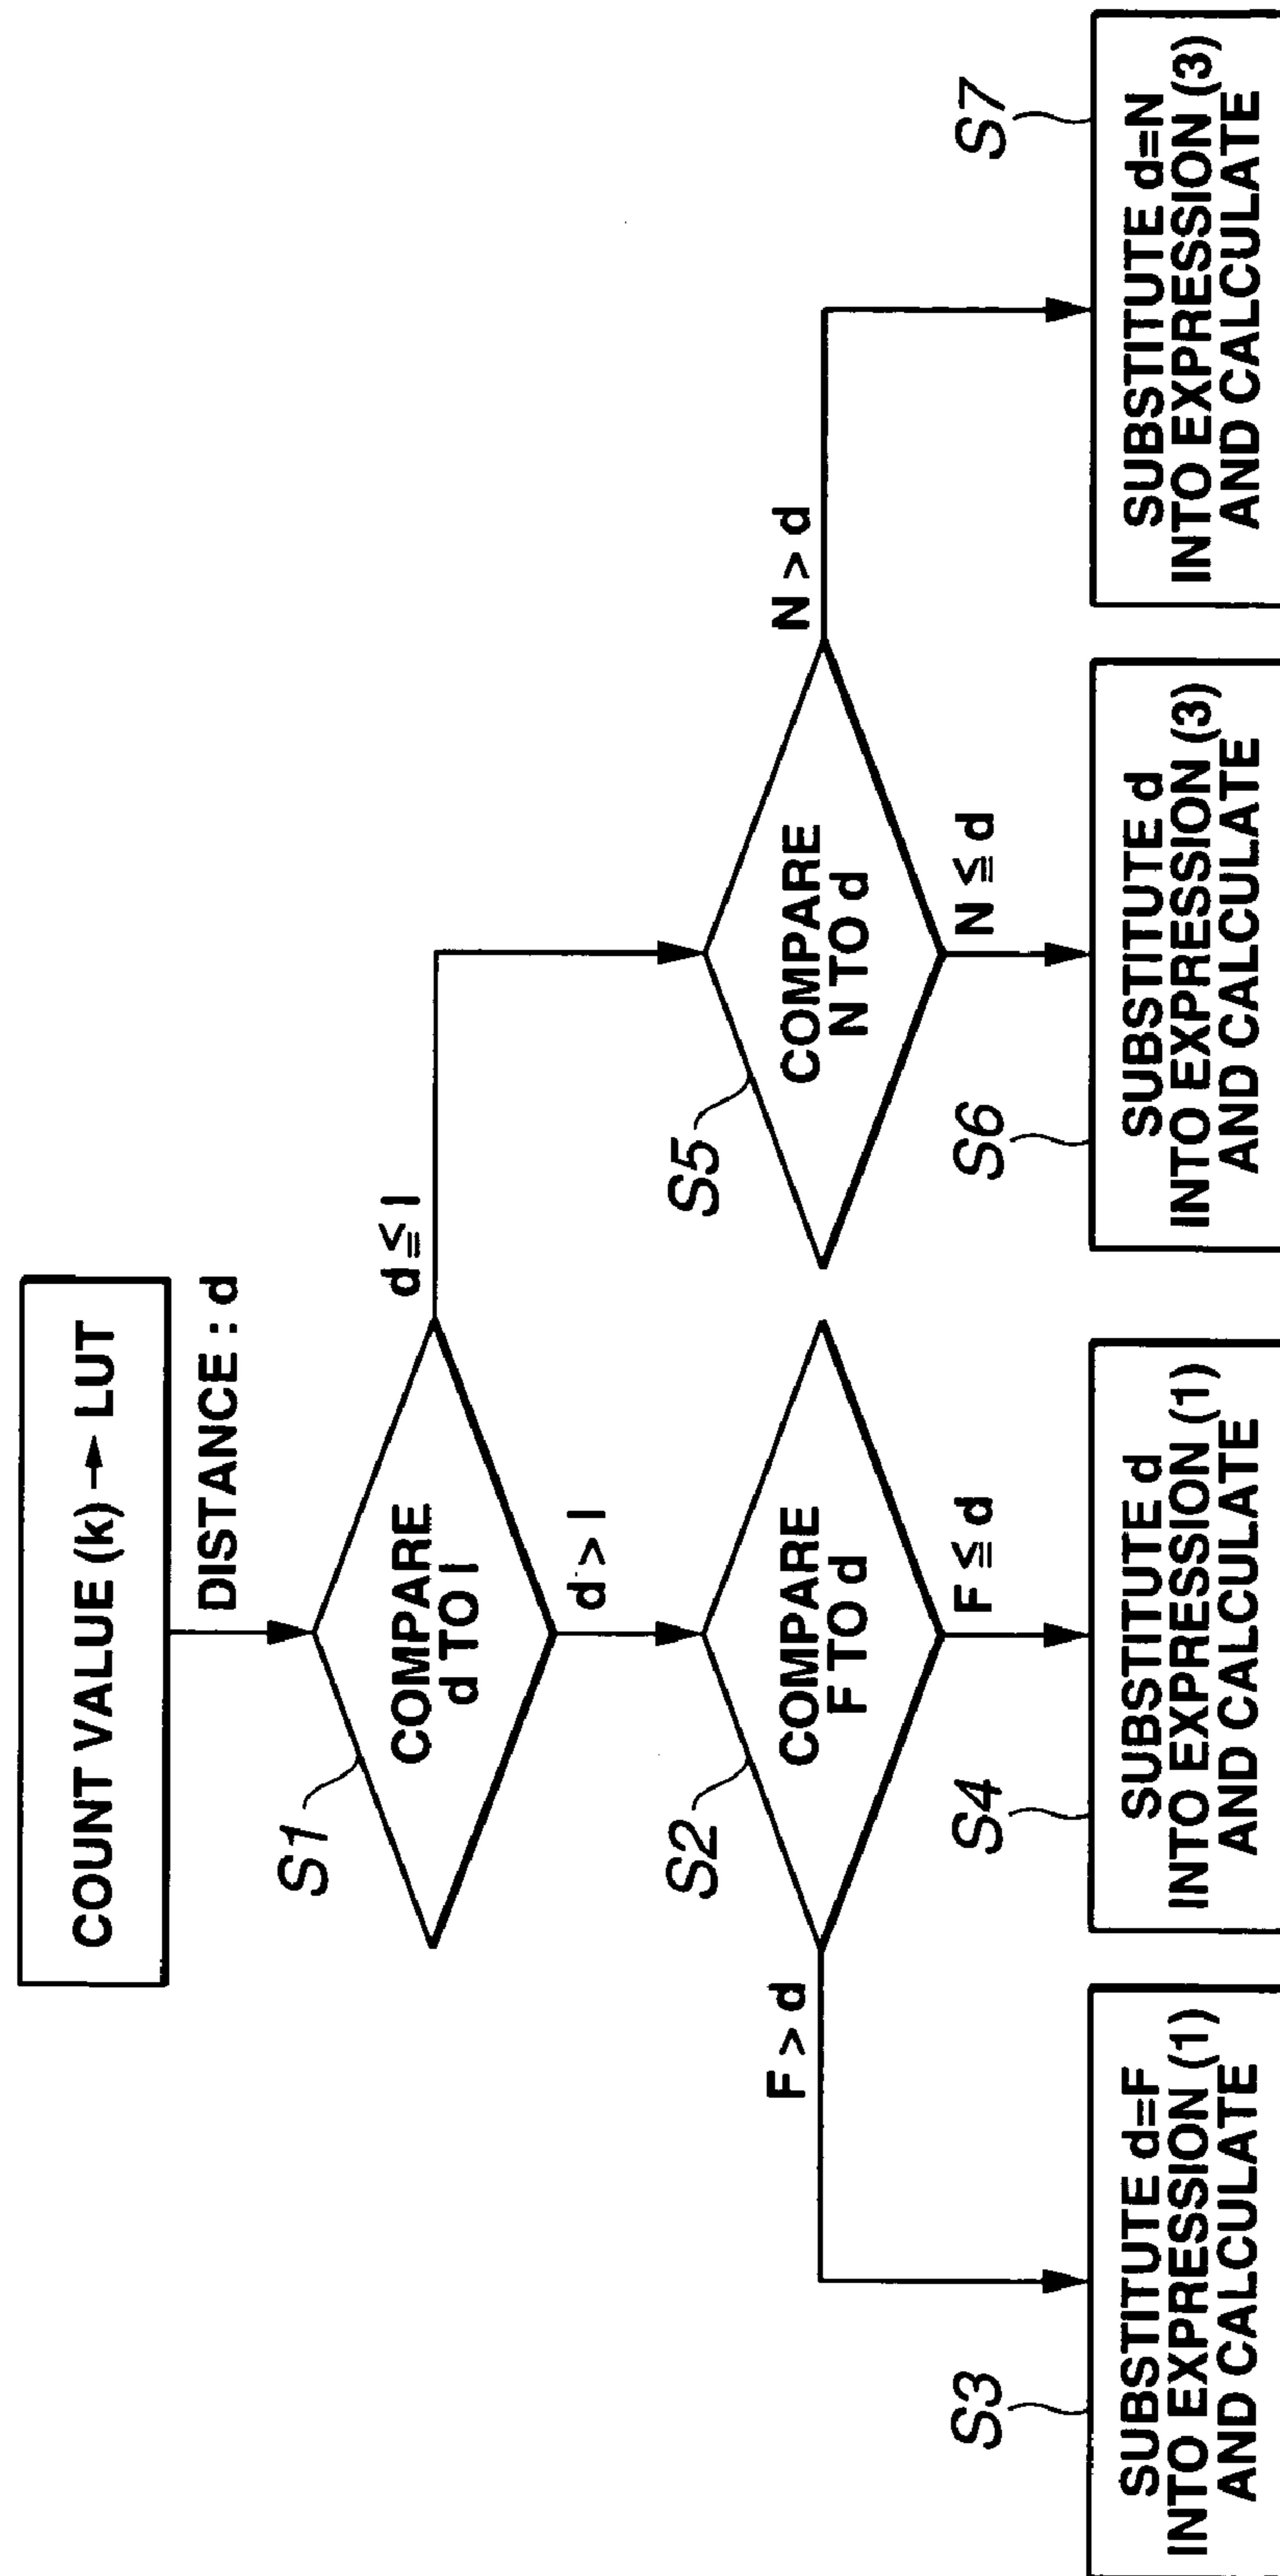 COUNT VALUE (k) → LUT
DISTANCE : d
S1
COMPARE
d TO l
d ≦ l
d > l
S2
COMPARE
F TO d
F > d
F ≦ d
S5
COMPARE
N TO d
N > d
N ≦ d
S3
SUBSTITUTE d=F
INTO EXPRESSION (1)
AND CALCULATE
S4
SUBSTITUTE d
INTO EXPRESSION (1)
AND CALCULATE
S6
SUBSTITUTE d
INTO EXPRESSION (3)
AND CALCULATE
S7
SUBSTITUTE d=N
INTO EXPRESSION (3)
AND CALCULATE